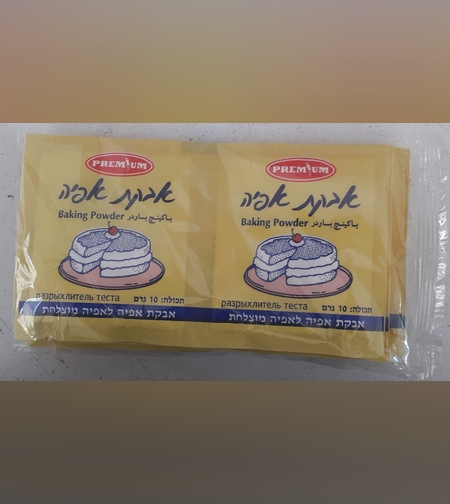 PREMIUM
אבקת אפיה
Baking Powder باكينج باودر
разрыхлитель теста תכולה: 10 גרם
אבקת אפיה לאפיה מוצלחת
PREMIUM
אבקת אפיה
Baking Powder باكينج باودر
разрыхлитель теста תכולה: 10 גרם
אבקת אפיה לאפיה מוצלחת